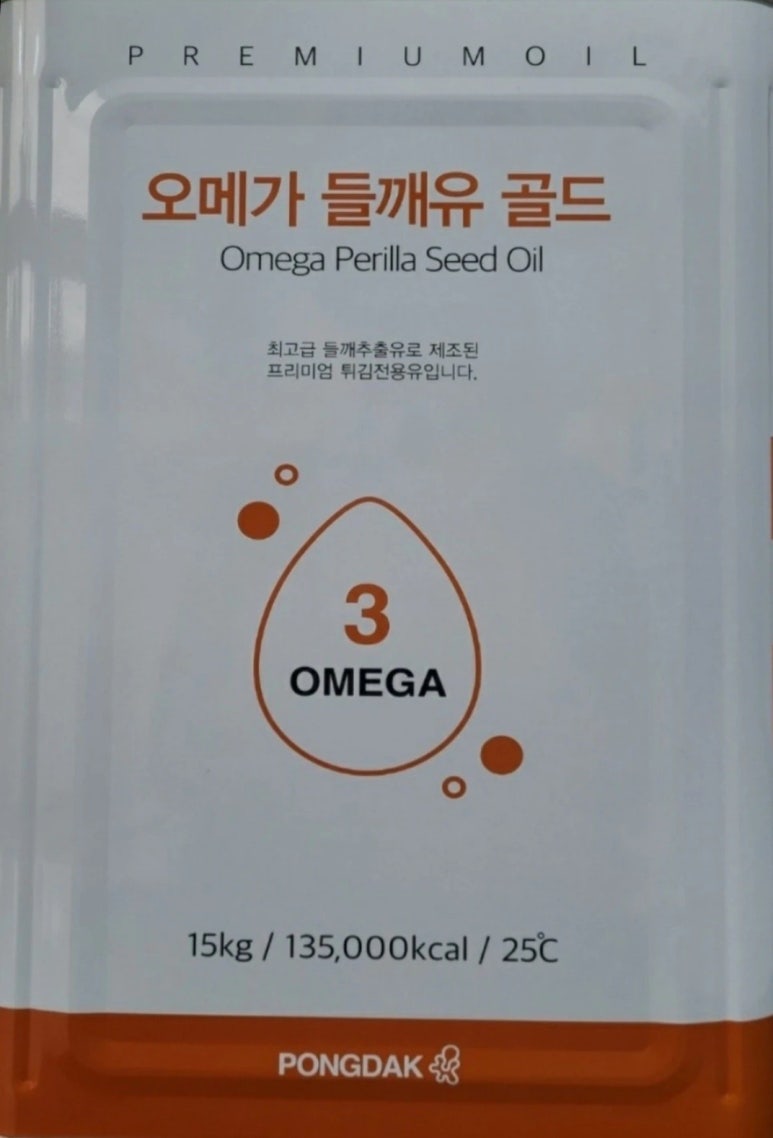 PREMIUMOIL
오메가 들깨유 골드
Omega Perilla Seed Oil
최고급 들깨추출유로 제조된
프리미엄 튀김전용유입니다.
3
OMEGA
15kg / 135,000kcal / 25℃
PONGDAK